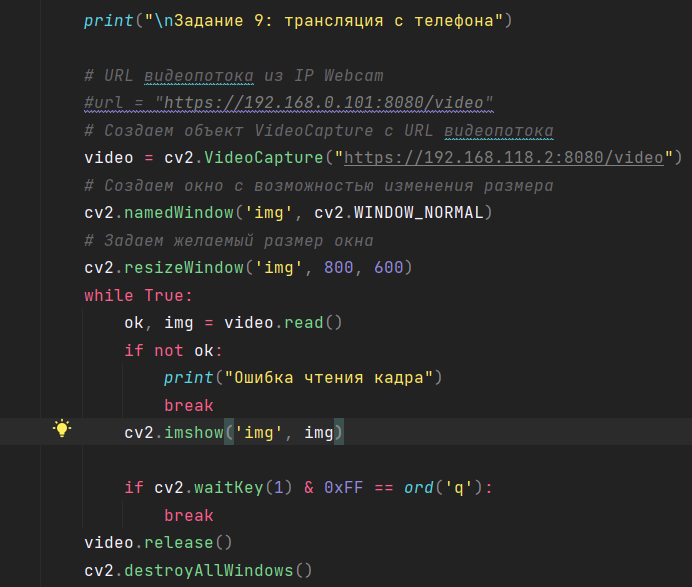 print("\nЗадание 9: трансляция с телефона")
# URL видеопотока из IP Webcam
#url = "https://192.168.0.101:8080/video"
# Создаем объект VideoCapture с URL видеопотока
video = cv2.VideoCapture("https://192.168.118.2:8080/video")
# Создаем окно с возможностью изменения размера
cv2.namedWindow('img', cv2.WINDOW_NORMAL)
# Задаем желаемый размер окна
cv2.resizeWindow('img', 800, 600)
while True:
    ok, img = video.read()
    if not ok:
        print("Ошибка чтения кадра")
        break
    cv2.imshow('img', img)
    if cv2.waitKey(1) & 0xFF == ord('q'):
        break
video.release()
cv2.destroyAllWindows()